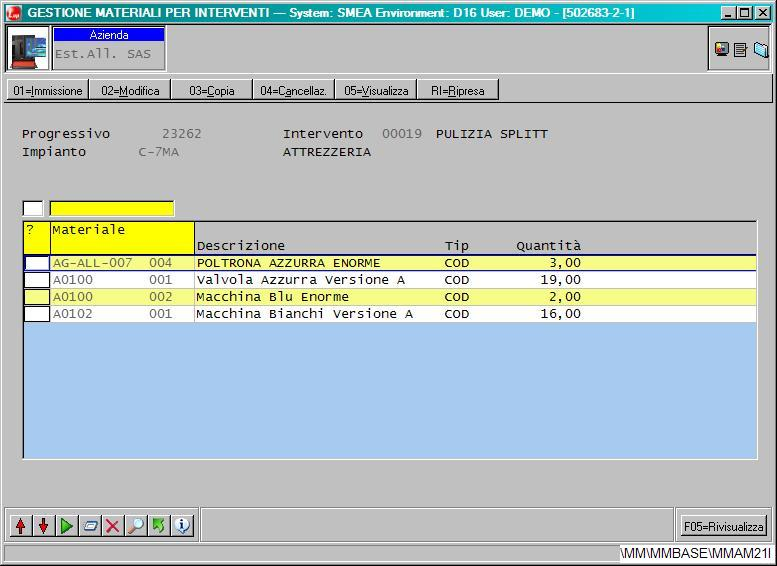 GESTIONE MATERIALI PER INTERVENTI — System: SMEA Environment: D16 User: DEMO - [502683-2-1]
Azienda
Est.All. SAS
01=Immissione 02=Modifica 03=Copia 04=Cancellaz. 05=Visualizza RI=Ripresa
Progressivo 23262 Intervento 00019 PULIZIA SPLITT
Impianto C-7MA ATTREZZERIA
? Materiale
Descrizione Tip Quantità
AG-ALL-007 004 POLTRONA AZZURRA ENORME COD 3,00
A0100 001 Valvola Azzurra Versione A COD 19,00
A0100 002 Macchina Blu Enorme COD 2,00
A0102 001 Macchina Bianchi Versione A COD 16,00
F05=Rivisualizza
\MM\MMBASE\MMAM21I